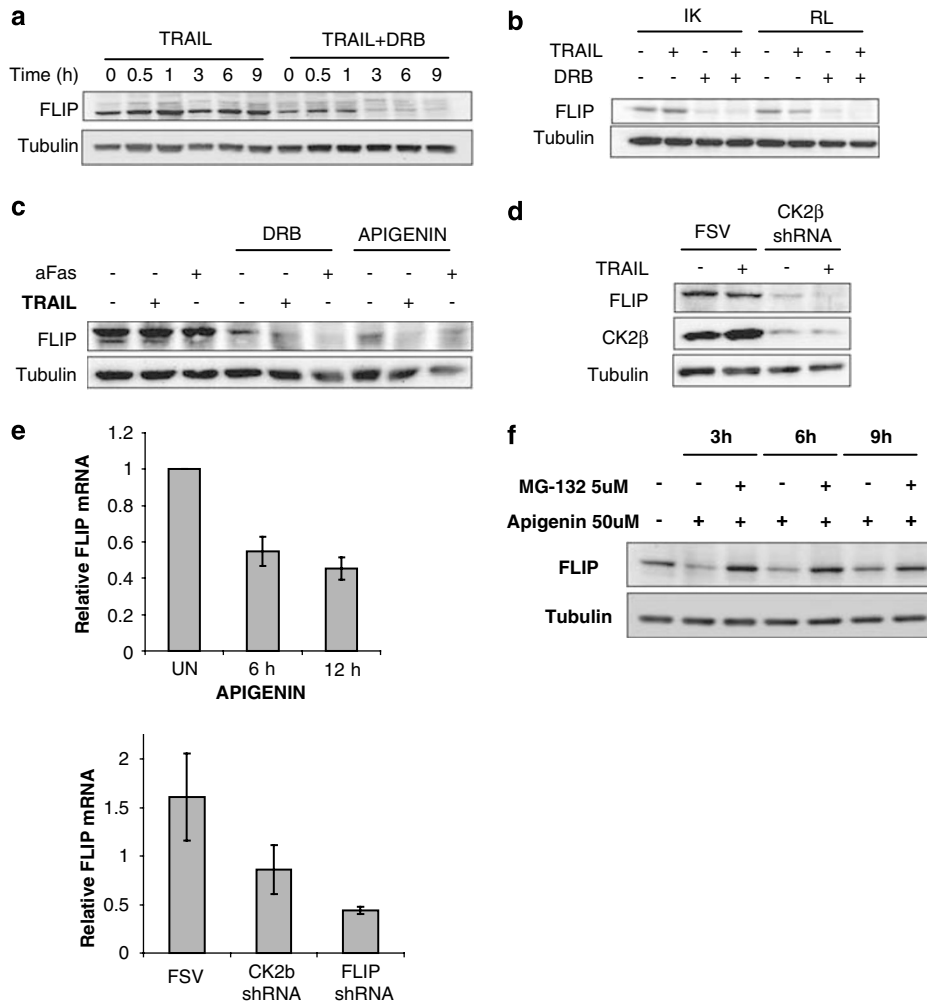 a
TRAIL TRAIL+DRB
Time (h) 0 0.5 1 3 6 9 0 0.5 1 3 6 9
FLIP
Tubulin
b
IK RL
TRAIL - + - + - + - +
DRB - - + + - - + +
FLIP
Tubulin
c
DRB APIGENIN
aFas - - + - - + - - +
TRAIL - + - - + - - + -
FLIP
Tubulin
d
FSV CK2β
shRNA
TRAIL - + - +
FLIP
CK2β
Tubulin
e
Relative FLIP mRNA
1.2
1
0.8
0.6
0.4
0.2
0
UN 6 h 12 h
APIGENIN
Relative FLIP mRNA
2
1.5
1
0.5
0
FSV CK2b FLIP
shRNA shRNA
f
3h 6h 9h
MG-132 5uM - - + - + - +
Apigenin 50uM - + + + + + +
FLIP
Tubulin